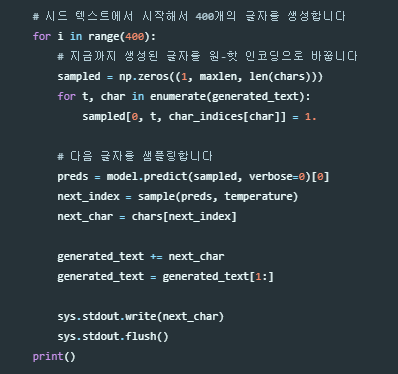 # 시드 텍스트에서 시작해서 400개의 글자를 생성합니다
for i in range(400):
    # 지금까지 생성된 글자를 원-핫 인코딩으로 바꿉니다
    sampled = np.zeros((1, maxlen, len(chars)))
    for t, char in enumerate(generated_text):
        sampled[0, t, char_indices[char]] = 1.

    # 다음 글자를 샘플링합니다
    preds = model.predict(sampled, verbose=0)[0]
    next_index = sample(preds, temperature)
    next_char = chars[next_index]

    generated_text += next_char
    generated_text = generated_text[1:]

    sys.stdout.write(next_char)
    sys.stdout.flush()
print()